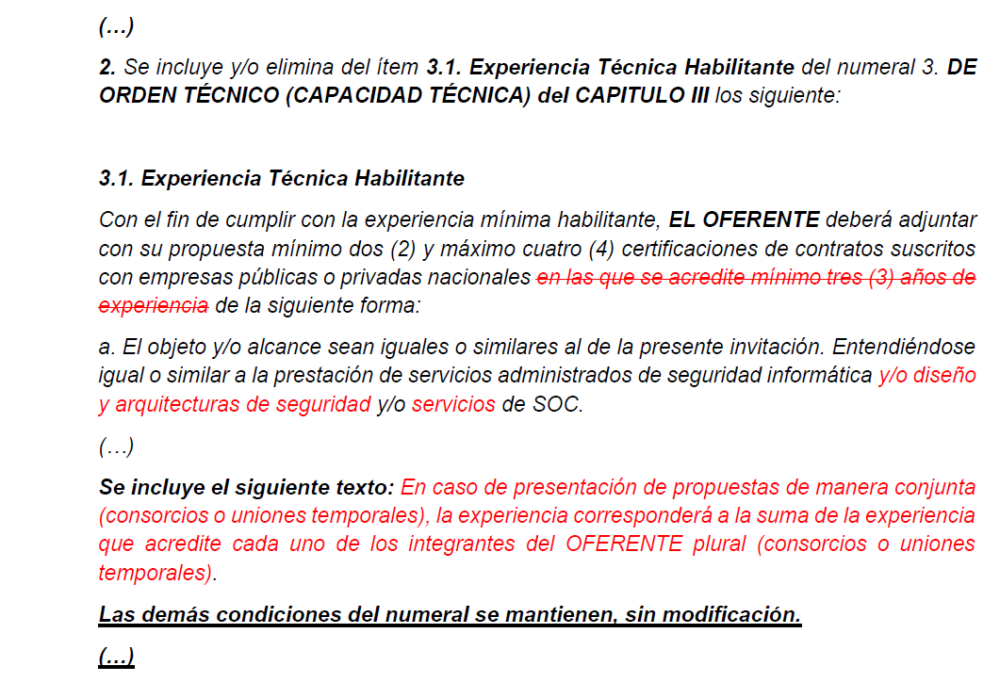 (...)
2. Se incluye y/o elimina del ítem 3.1. Experiencia Técnica Habilitante del numeral 3. DE
ORDEN TÉCNICO (CAPACIDAD TÉCNICA) del CAPITULO III los siguiente:
3.1. Experiencia Técnica Habilitante
Con el fin de cumplir con la experiencia mínima habilitante, EL OFERENTE deberá adjuntar
con su propuesta mínimo dos (2) y máximo cuatro (4) certificaciones de contratos suscritos
con empresas públicas o privadas nacionales en las que se acredite mínimo tres (3) años de
experiencia de la siguiente forma:
a. El objeto y/o alcance sean iguales o similares al de la presente invitación. Entendiéndose
igual o similar a la prestación de servicios administrados de seguridad informática y/o diseño
y arquitecturas de seguridad y/o servicios de SOC.
(…)
Se incluye el siguiente texto: En caso de presentación de propuestas de manera conjunta
(consorcios o uniones temporales), la experiencia corresponderá a la suma de la experiencia
que acredite cada uno de los integrantes del OFERENTE plural (consorcios o uniones
temporales).
Las demás condiciones del numeral se mantienen, sin modificación.
(...)